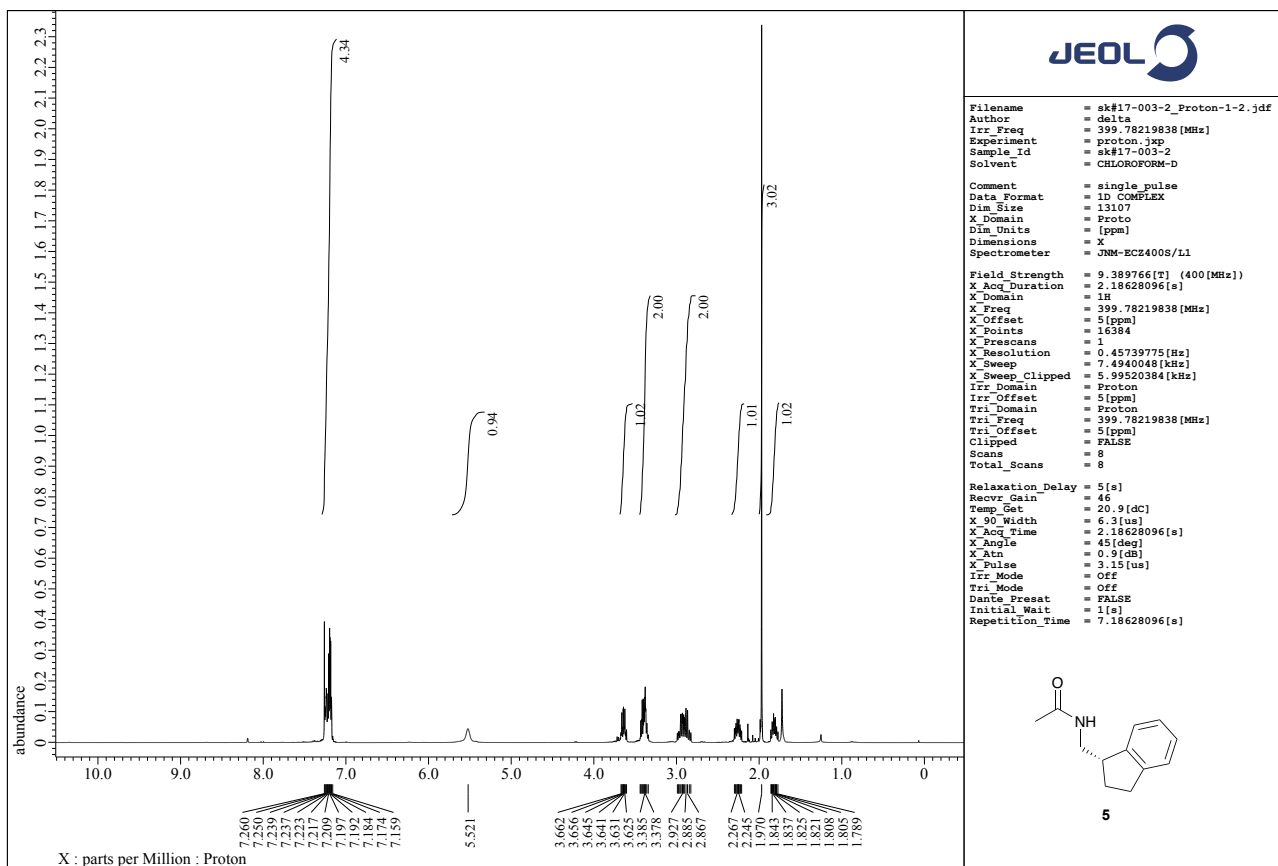 abundance
2.3
2.2
2.1
2.0
1.9
1.8
1.7
1.6
1.5
1.4
1.3
1.2
1.1
1.0
0.9
0.8
0.7
0.6
0.5
0.4
0.3
0.2
0.1
0
4.34
0.94
1.02
2.00
2.00
1.01
3.02
1.02
10.0 9.0 8.0 7.0 6.0 5.0 4.0 3.0 2.0 1.0 0
7.260
7.250
7.239
7.237
7.223
7.217
7.209
7.197
7.192
7.184
7.174
7.159
5.521
3.662
3.656
3.645
3.641
3.631
3.625
3.385
3.378
2.927
2.885
2.867
2.267
2.245
1.970
1.843
1.837
1.825
1.821
1.808
1.805
1.789
X : parts per Million : Proton
JEOL
Filename = sk#17-003-2_Proton-1-2.jdf
Author = delta
Irr_Freq = 399.78219838[MHz]
Experiment = proton.jxp
Sample_Id = sk#17-003-2
Solvent = CHLOROFORM-D
Comment = single_pulse
Data_Format = 1D COMPLEX
Dim_Size = 13107
X_Domain = Proto
Dim_Units = [ppm]
Dimensions = X
Spectrometer = JNM-ECZ400S/L1
Field_Strength = 9.389766[T] (400[MHz])
X_Acq_Duration = 2.18628096[s]
X_Domain = 1H
X_Freq = 399.78219838[MHz]
X_Offset = 5[ppm]
X_Points = 16384
X_Prescans = 1
X_Resolution = 0.45739775[Hz]
X_Sweep = 7.4940048[kHz]
X_Sweep_Clipped = 5.99520384[kHz]
Irr_Domain = Proton
Irr_Offset = 5[ppm]
Tri_Domain = Proton
Tri_Freq = 399.78219838[MHz]
Tri_Offset = 5[ppm]
Clipped = FALSE
Scans = 8
Total_Scans = 8
Relaxation_Delay = 5[s]
Recvr_Gain = 46
Temp_Get = 20.9[dC]
X_90_Width = 6.3[us]
X_Acq_Time = 2.18628096[s]
X_Angle = 45[deg]
X_Atn = 0.9[dB]
X_Pulse = 3.15[us]
Irr_Mode = Off
Tri_Mode = Off
Dante_Presat = FALSE
Initial_Wait = 1[s]
Repetition_Time = 7.18628096[s]
O
NH
5